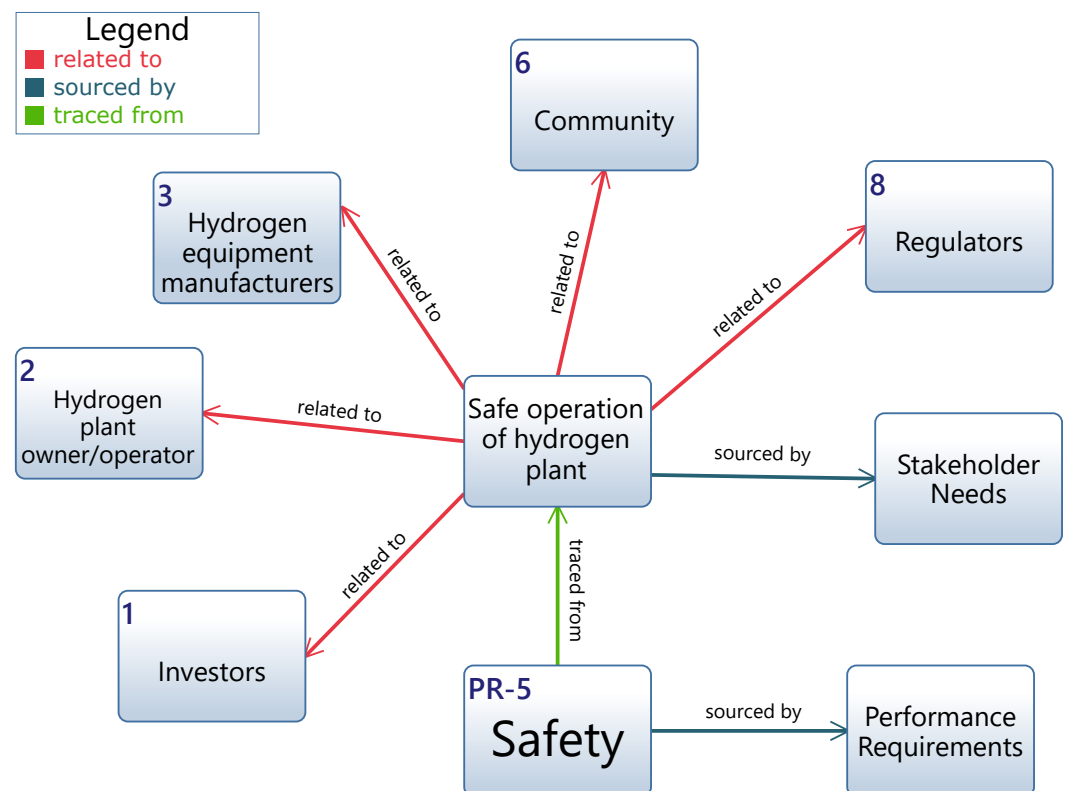 Legend
related to
sourced by
traced from
6
Community
3
Hydrogen
equipment
manufacturers
8
Regulators
related to
related to
related to
2
Hydrogen
plant
owner/operator
related to
Safe operation
of hydrogen
plant
sourced by
Stakeholder
Needs
related to
traced from
1
Investors
PR-5
Safety
sourced by
Performance
Requirements